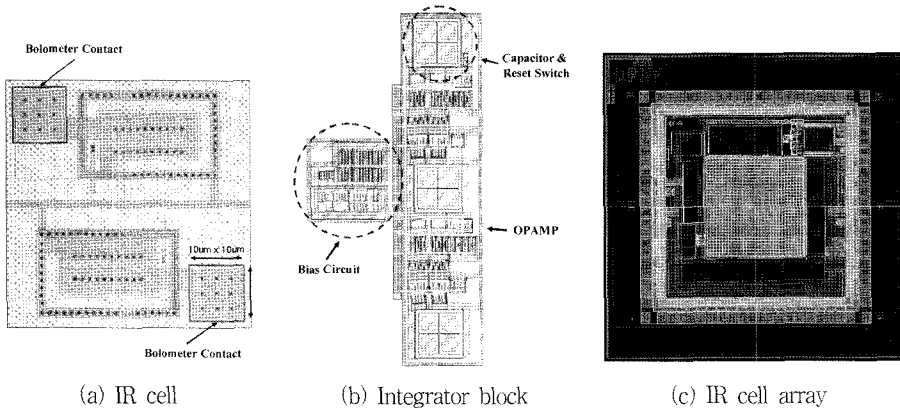 Bolometer Contact
10um x 10um
Bolometer Contact
(a) IR cell
Capacitor &
Reset Switch
OPAMP
Bias Circuit
(b) Integrator block
(c) IR cell array